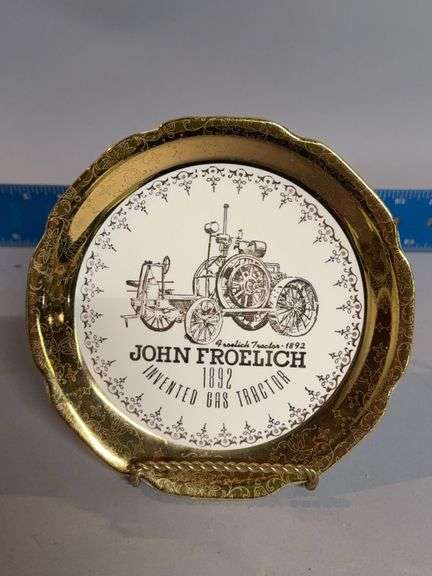 Froelich Tractor - 1892
JOHN FROELICH
1892
INVENTED GAS TRACTOR